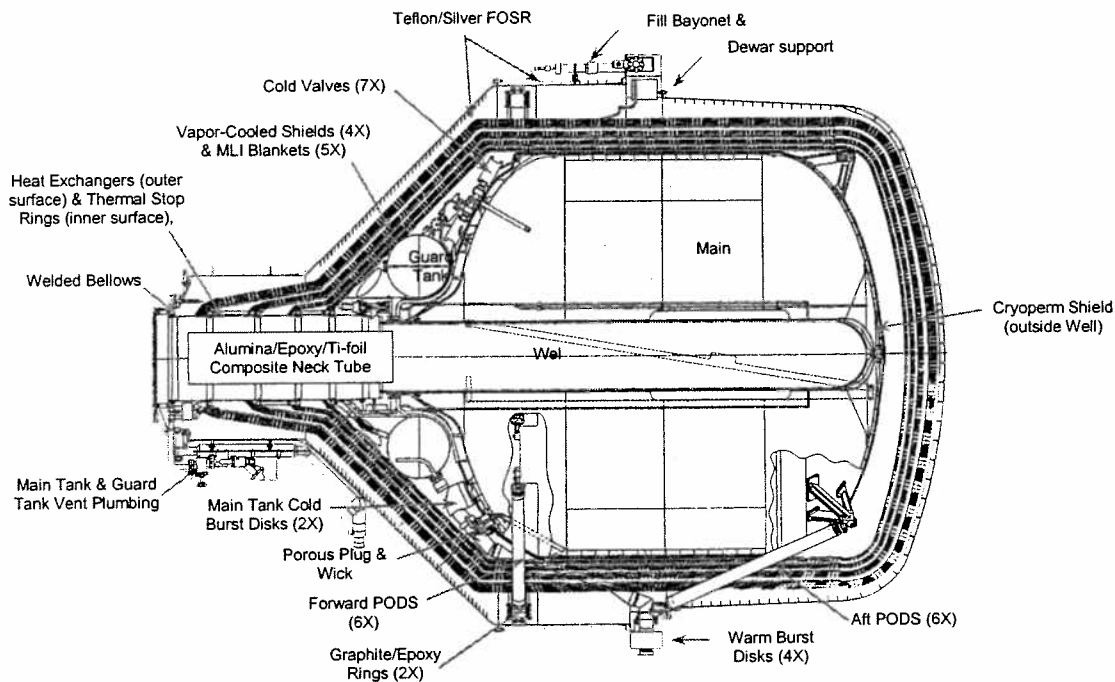 Teflon/Silver FOSR
Fill Bayonet &
Dewar support
Cold Valves (7X)
Vapor-Cooled Shields (4X)
& MLI Blankets (5X)
Heat Exchangers (outer
surface) & Thermal Stop
Rings (inner surface),
Welded Bellows
Guard
Tank
Main
Cryoperm Shield
(outside Well)
Alumina/Epoxy/Ti-foil
Composite Neck Tube
Wel
Main Tank & Guard
Tank Vent Plumbing
Main Tank Cold
Burst Disks (2X)
Porous Plug &
Wick
Forward PODS
(6X)
Graphite/Epoxy
Rings (2X)
Aft PODS (6X)
Warm Burst
Disks (4X)